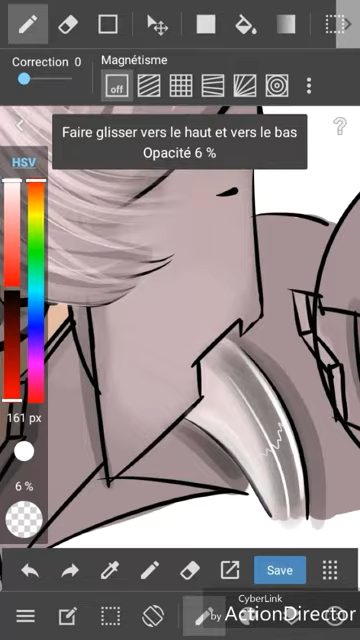 Correction 0
Magnétisme
off
Faire glisser vers le haut et vers le bas
Opacité 6 %
HSV
161 px
6 %
Save
CyberLink
by ActionDirector